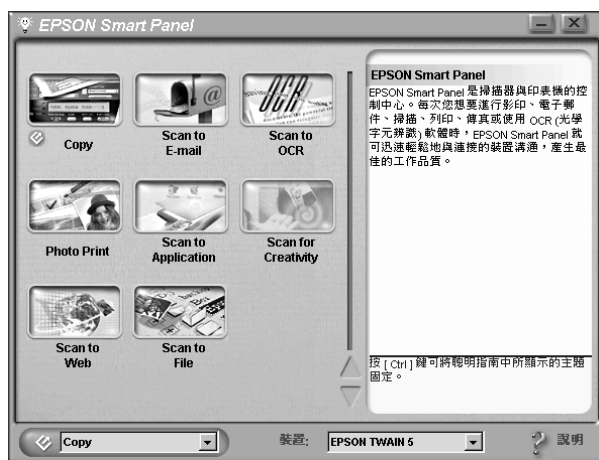 EPSON Smart Panel
Copy
Scan to
E-mail
OCR
Scan to
OCR
Photo Print
Scan to
Application
Scan for
Creativity
Scan to
Web
Scan to
File
EPSON Smart Panel
EPSON Smart Panel 是掃描器與印表機的控
制中心。每次您想要進行影印、電子郵
件、掃描、列印、傳真或使用 OCR (光學
字元辨識) 軟體時，EPSON Smart Panel 就
可迅速輕鬆地與連接的裝置溝通，產生最
佳的工作品質。
按 [ Ctrl ] 鍵可將聰明指南中所顯示的主題
固定。
Copy
裝置:
EPSON TWAIN 5
說明